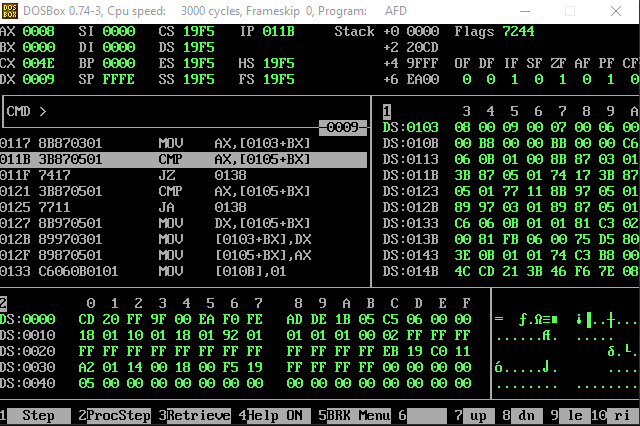 DOSBox 0.74-3, Cpu speed: 3000 cycles, Frameskip 0, Program: AFD
AX 0008 SI 0000 CS 19F5 IP 011B Stack +0 0000 Flags 7244
BX 0000 DI 0000 DS 19F5 +2 20CD
CX 004E BP 0000 ES 19F5 HS 19F5 +4 9FFF OF DF IF SF ZF AF PF CF
DX 0009 SP FFFE SS 19F5 FS 19F5 +6 EA00 0 0 1 0 1 0 1 0
CMD > 1 3 4 5 6 7 8 9 A
0009 DS:0103 08 00 09 00 07 00 06 00
0117 8B870301 MOV AX,[0103+BX] DS:010B 00 B8 00 00 BB 00 00 C6
011B 3B870501 CMP AX,[0105+BX] DS:0113 06 0B 01 00 8B 87 03 01
011F 7417 JZ 0138 DS:011B 3B 87 05 01 74 17 3B 87
0121 3B870501 CMP AX,[0105+BX] DS:0123 05 01 77 11 8B 97 05 01
0125 7711 JA 0138 DS:012B 89 97 03 01 89 87 05 01
0127 8B970501 MOV DX,[0105+BX] DS:0133 C6 06 0B 01 01 81 C3 02
012B 89970301 MOV [0103+BX],DX DS:013B 00 81 FB 06 00 75 D5 80
012F 89870501 MOV [0105+BX],AX DS:0143 3E 0B 01 01 74 C3 B8 00
0133 C6060B0101 MOV [010B],01 DS:014B 4C CD 21 3B 46 F6 7E 08
2 0 1 2 3 4 5 6 7 8 9 A B C D E F
DS:0000 CD 20 FF 9F 00 EA F0 FE AD DE 1B 05 C5 06 00 00 = ƒ.Ω≡■ ¡▐..┼...
DS:0010 18 01 10 01 18 01 92 01 01 01 01 00 02 FF FF FF ......Æ.
DS:0020 FF FF FF FF FF FF FF FF FF FF FF FF EB 19 C0 11 δ.└.
DS:0030 A2 01 14 00 18 00 F5 19 FF FF FF FF 00 00 00 00 ó.....⌡. ....
DS:0040 05 00 00 00 00 00 00 00 00 00 00 00 00 00 00 00 ........ ........
1 Step 2 ProcStep 3 Retrieve 4 Help ON 5 BRK Menu 6 7 up 8 dn 9 le 10 ri